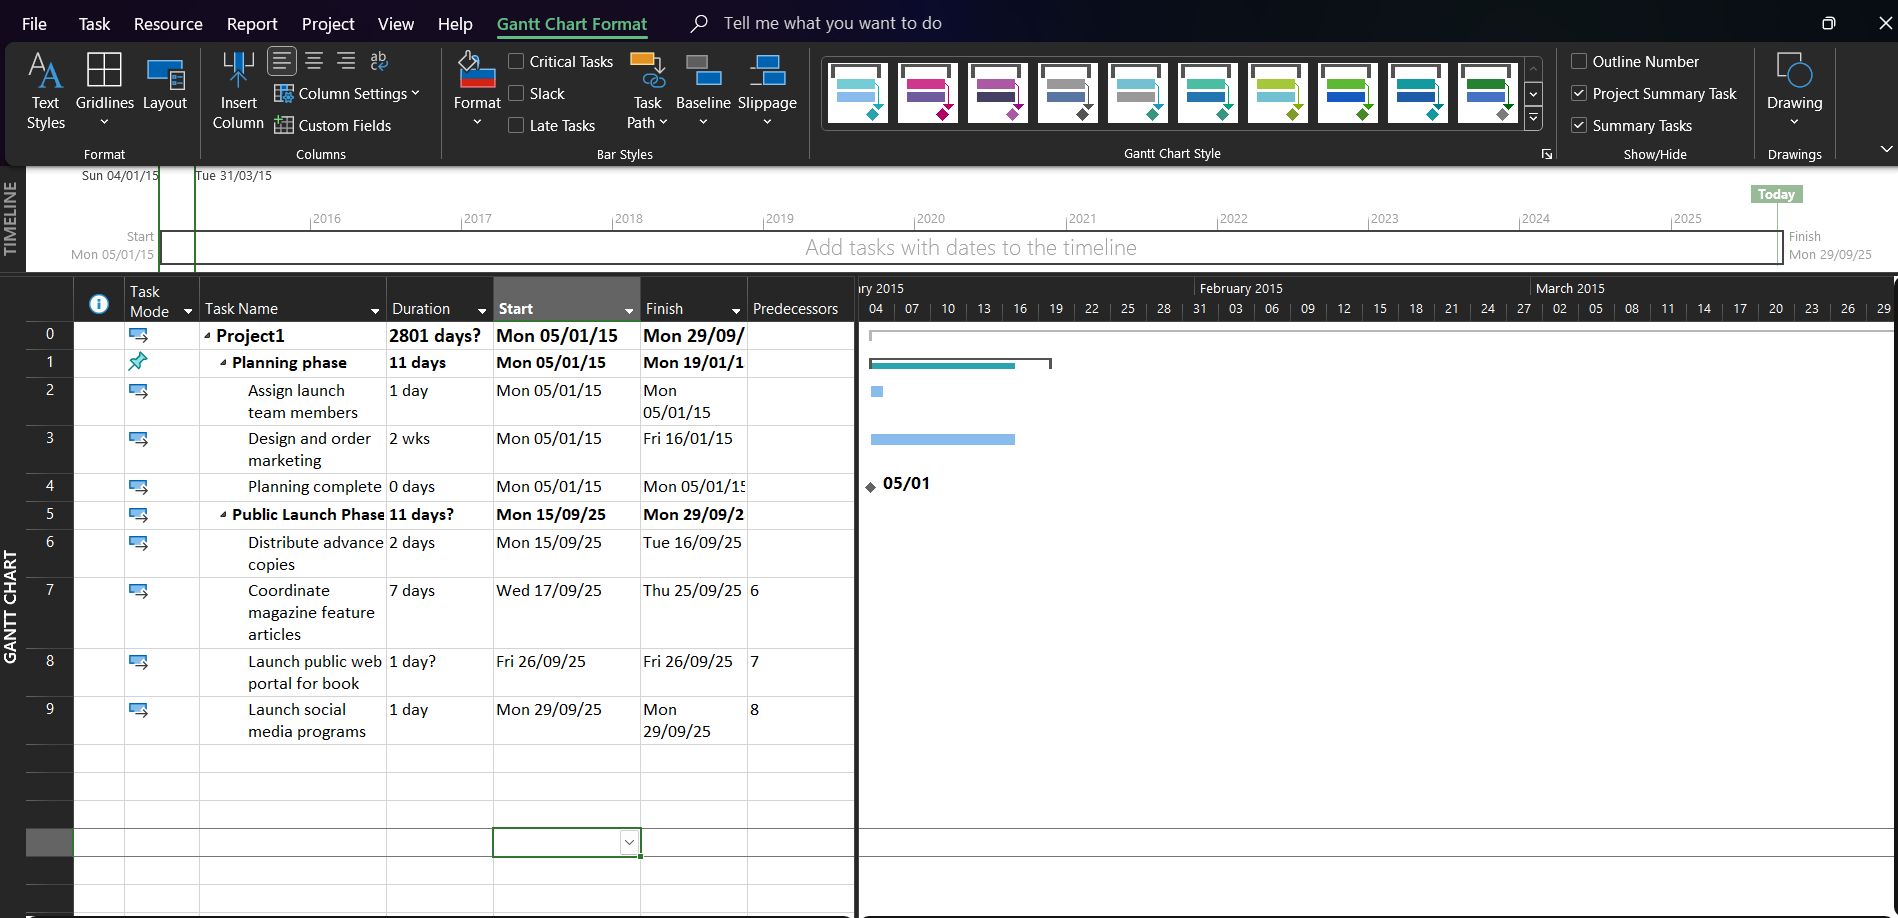 File Task Resource Report Project View Help Gantt Chart Format Tell me what you want to do
Text Styles
Gridlines
Layout
Format
Insert Column
Column Settings
Custom Fields
Columns
Format
Critical Tasks
Slack
Late Tasks
Task Path
Baseline
Slippage
Bar Styles
Gantt Chart Style
Outline Number
Project Summary Task
Summary Tasks
Show/Hide
Drawing
Drawings
TIMELINE
Sun 04/01/15 Tue 31/03/15
Today
2016 2017 2018 2019 2020 2021 2022 2023 2024 2025
Start
Mon 05/01/15
Add tasks with dates to the timeline
Finish
Mon 29/09/25
GANTT CHART
Task Mode Task Name Duration Start Finish Predecessors
ry 2015 February 2015 March 2015
04 07 10 13 16 19 22 25 28 31 03 06 09 12 15 18 21 24 27 02 05 08 11 14 17 20 23 26 29
0 Project1 2801 days? Mon 05/01/15 Mon 29/09/
1 Planning phase 11 days Mon 05/01/15 Mon 19/01/1
2 Assign launch team members 1 day Mon 05/01/15 Mon 05/01/15
3 Design and order marketing 2 wks Mon 05/01/15 Fri 16/01/15
4 Planning complete 0 days Mon 05/01/15 Mon 05/01/15
05/01
5 Public Launch Phase 11 days? Mon 15/09/25 Mon 29/09/2
6 Distribute advance copies 2 days Mon 15/09/25 Tue 16/09/25
7 Coordinate magazine feature articles 7 days Wed 17/09/25 Thu 25/09/25 6
8 Launch public web portal for book 1 day? Fri 26/09/25 Fri 26/09/25 7
9 Launch social media programs 1 day Mon 29/09/25 Mon 29/09/25 8